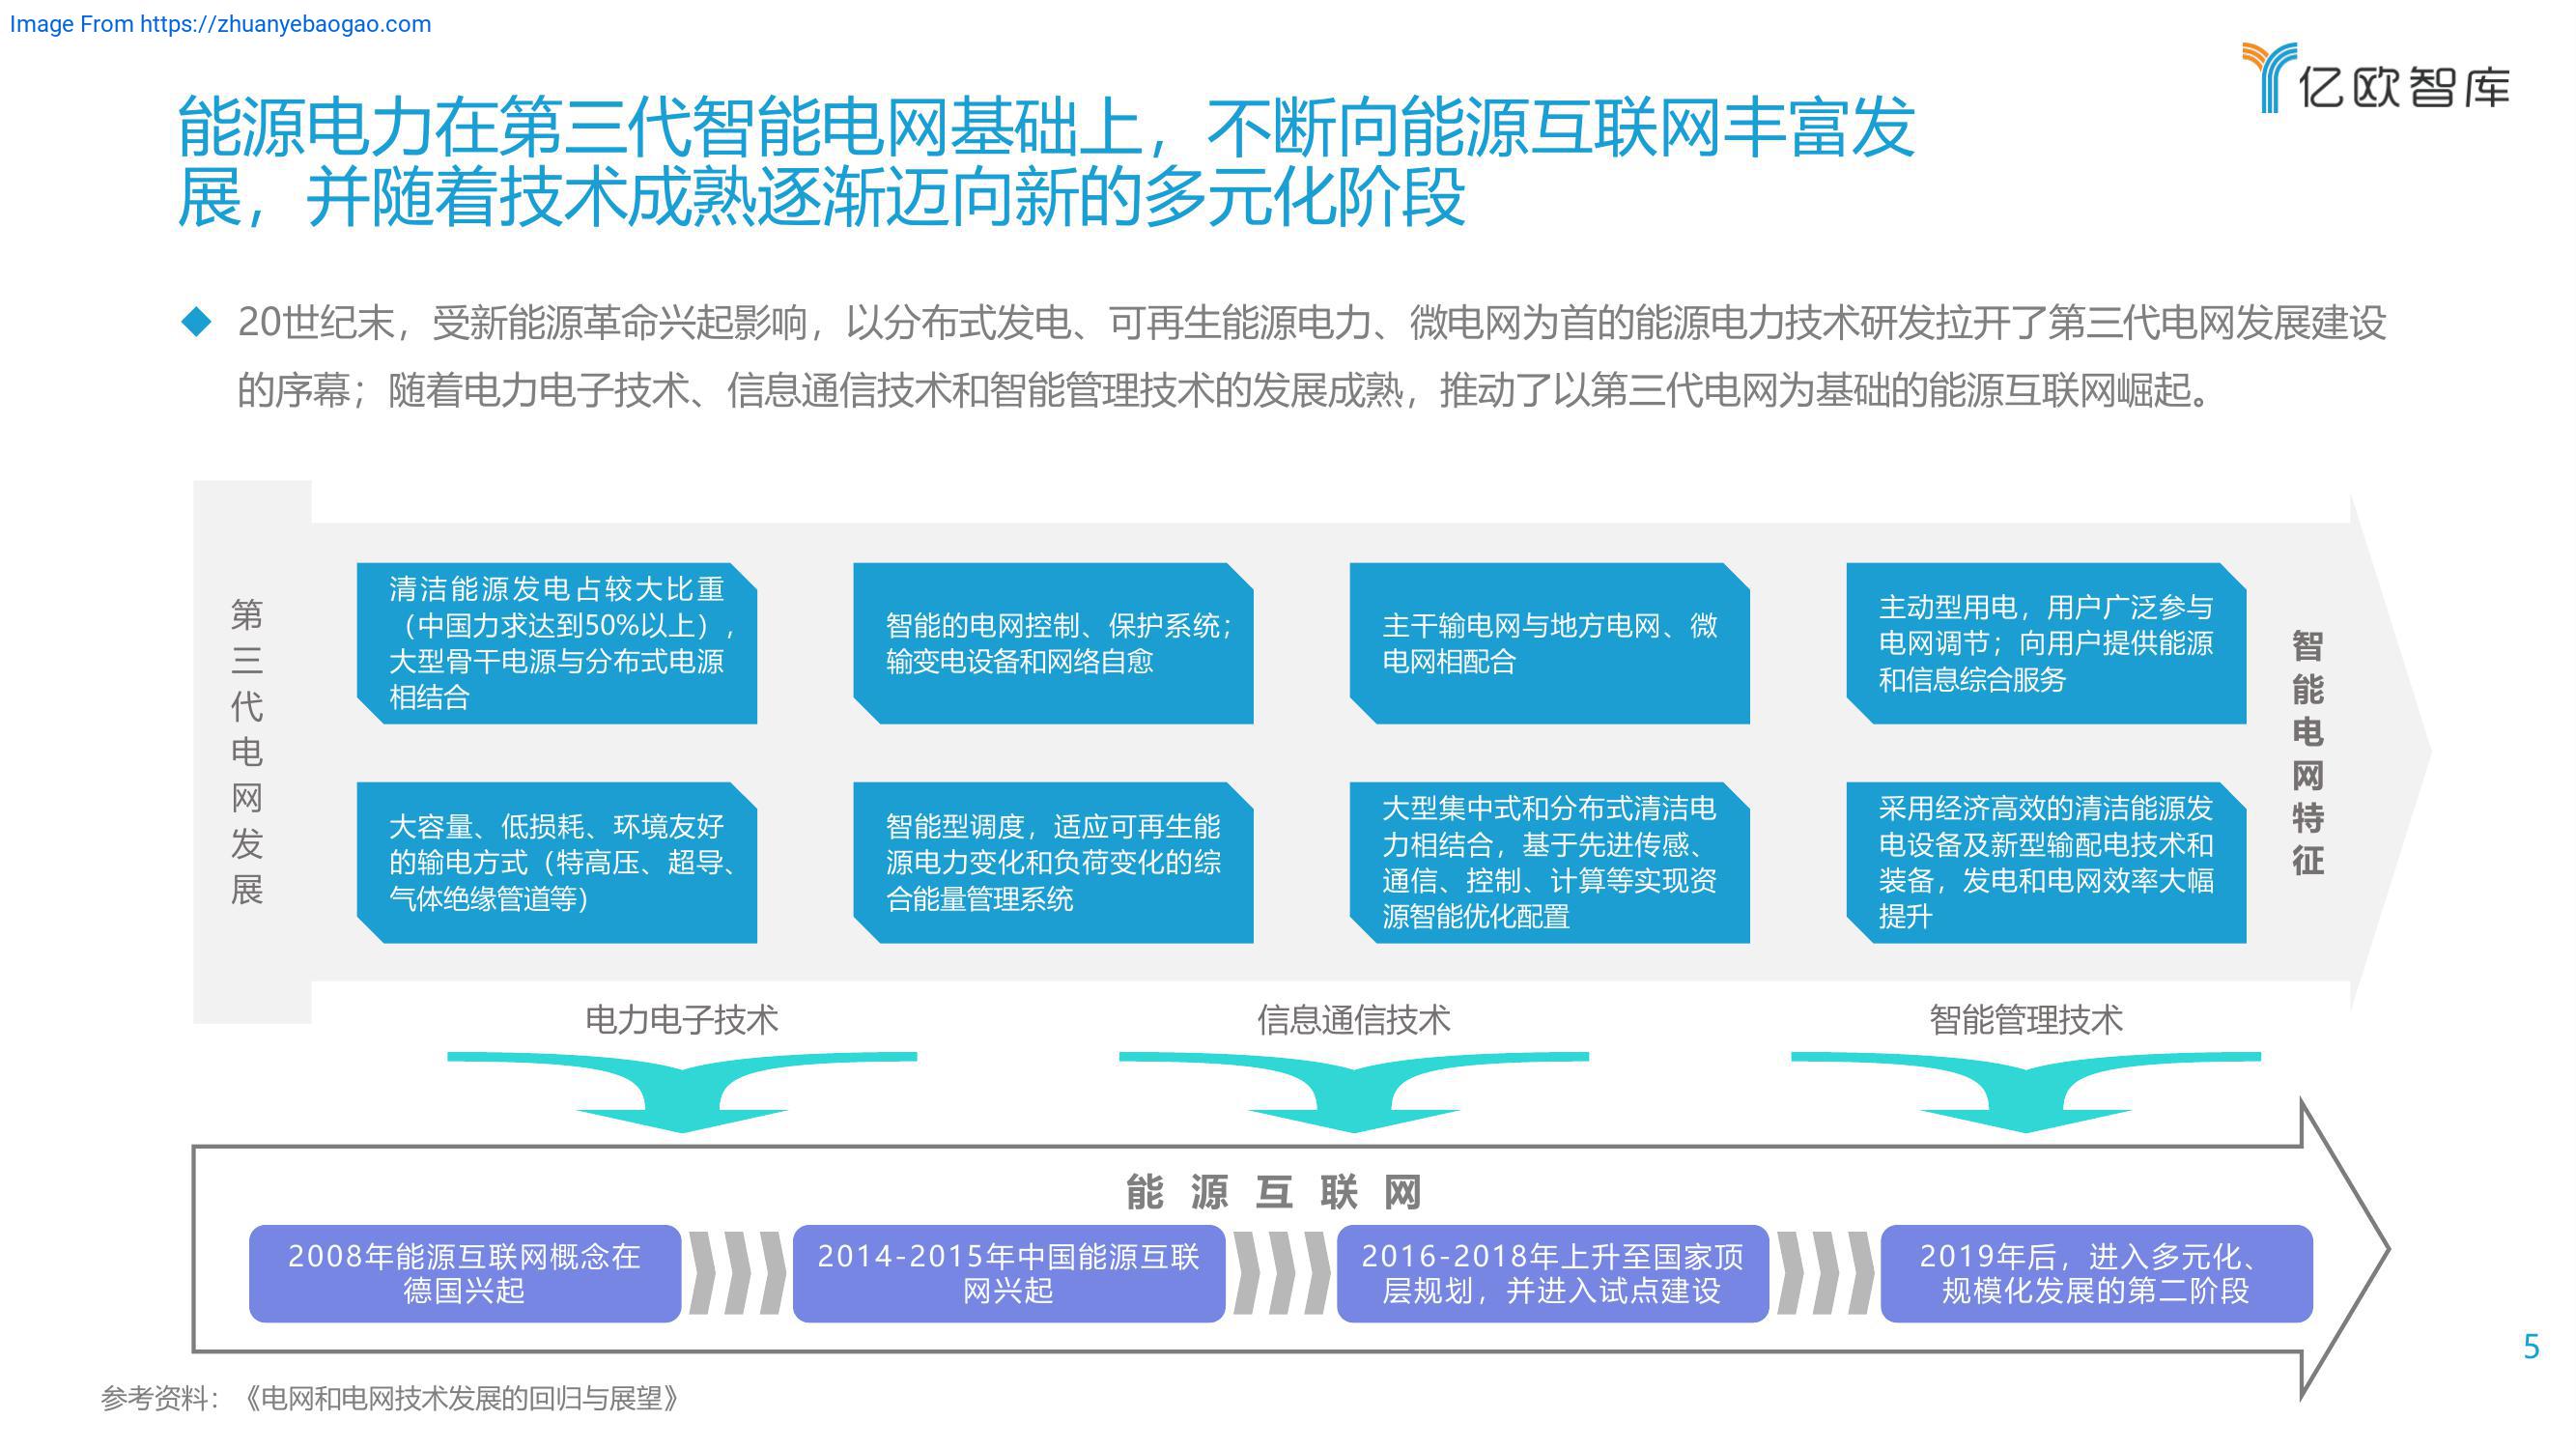 Image From https://zhuanyebaogao.com
亿欧智库
能源电力在第三代智能电网基础上，不断向能源互联网丰富发
展，并随着技术成熟逐渐迈向新的多元化阶段
20世纪末，受新能源革命兴起影响，以分布式发电、可再生能源电力、微电网为首的能源电力技术研发拉开了第三代电网发展建设
的序幕；随着电力电子技术、信息通信技术和智能管理技术的发展成熟，推动了以第三代电网为基础的能源互联网崛起。
第三代电网发展
清洁能源发电占较大比重
（中国力求达到50%以上），
大型骨干电源与分布式电源
相结合
智能的电网控制、保护系统；
输变电设备和网络自愈
主干输电网与地方电网、微
电网相配合
主动型用电，用户广泛参与
电网调节；向用户提供能源
和信息综合服务
大容量、低损耗、环境友好
的输电方式（特高压、超导、
气体绝缘管道等）
智能型调度，适应可再生能
源电力变化和负荷变化的综
合能量管理系统
大型集中式和分布式清洁电
力相结合，基于先进传感、
通信、控制、计算等实现资
源智能优化配置
采用经济高效的清洁能源发
电设备及新型输配电技术和
装备，发电和电网效率大幅
提升
智能电网特征
电力电子技术
信息通信技术
智能管理技术
能源互联网
2008年能源互联网概念在
德国兴起
2014-2015年中国能源互联
网兴起
2016-2018年上升至国家顶
层规划，并进入试点建设
2019年后，进入多元化、
规模化发展的第二阶段
5
参考资料：《电网和电网技术发展的回归与展望》